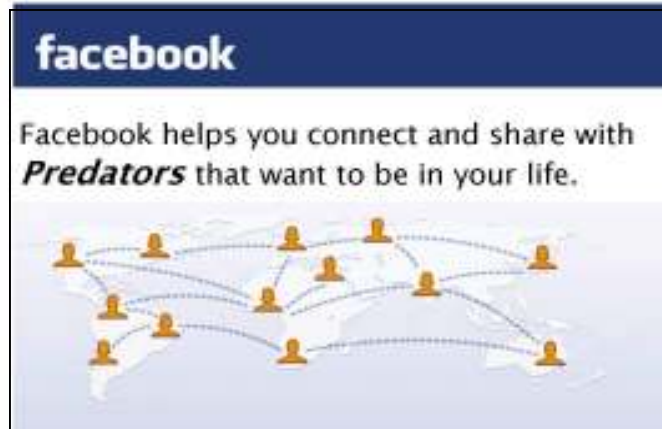 facebook
Facebook helps you connect and share with
Predators that want to be in your life.